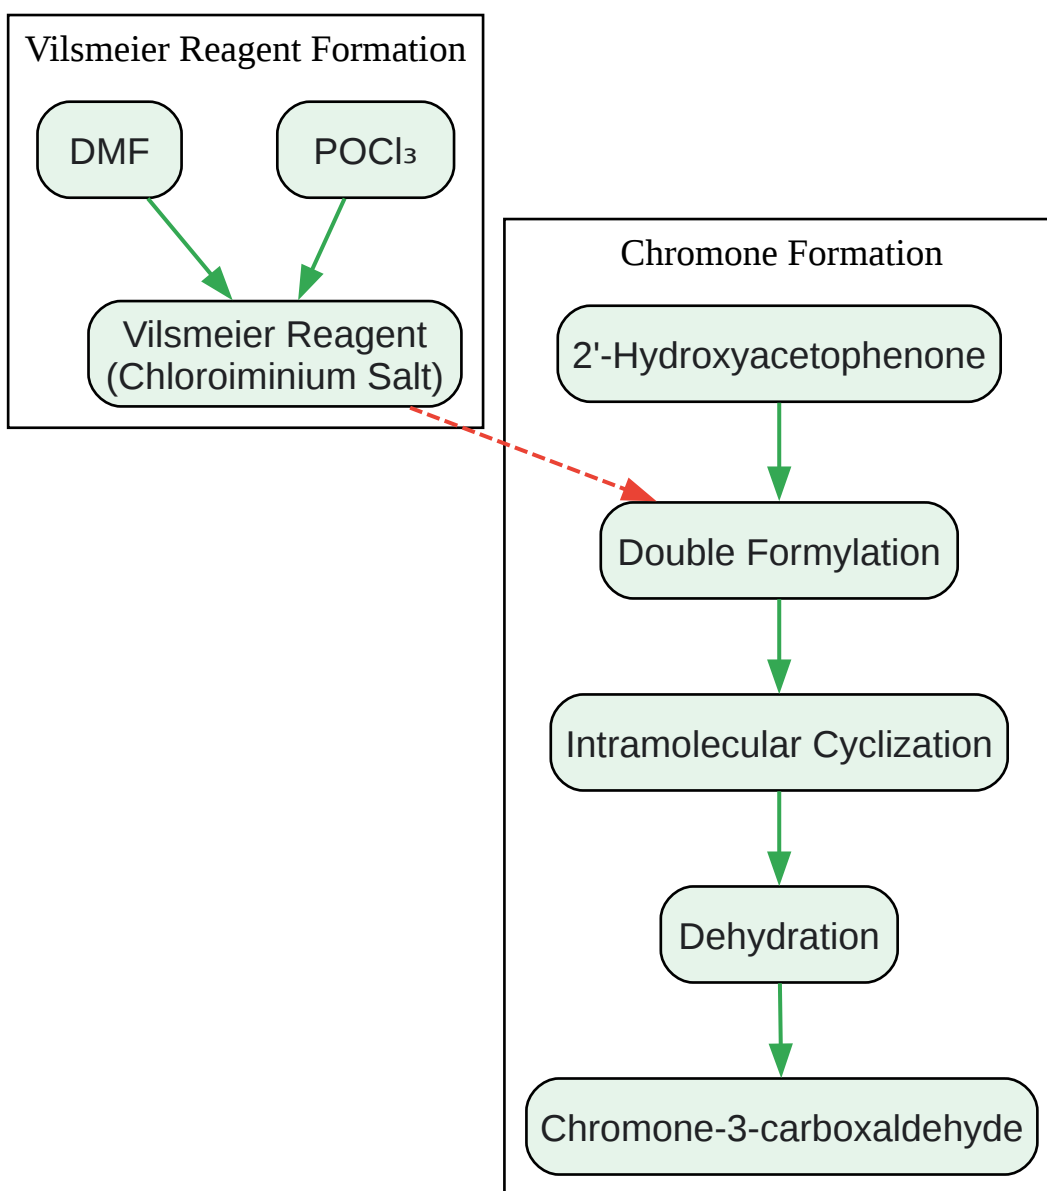 Vilsmeier Reagent Formation
DMF
POCl₃
Vilsmeier Reagent
(Chloroiminium Salt)
Chromone Formation
2'-Hydroxyacetophenone
Double Formylation
Intramolecular Cyclization
Dehydration
Chromone-3-carboxaldehyde